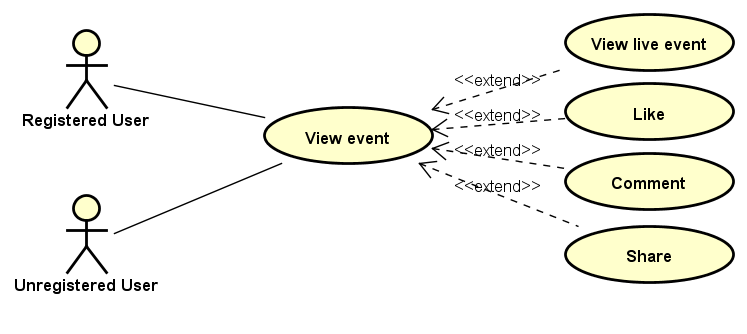 View live event
<<extend>>
Registered User
<<extend>>
Like
View event
<<extend>>
Comment
<<extend>>
Unregistered User
Share